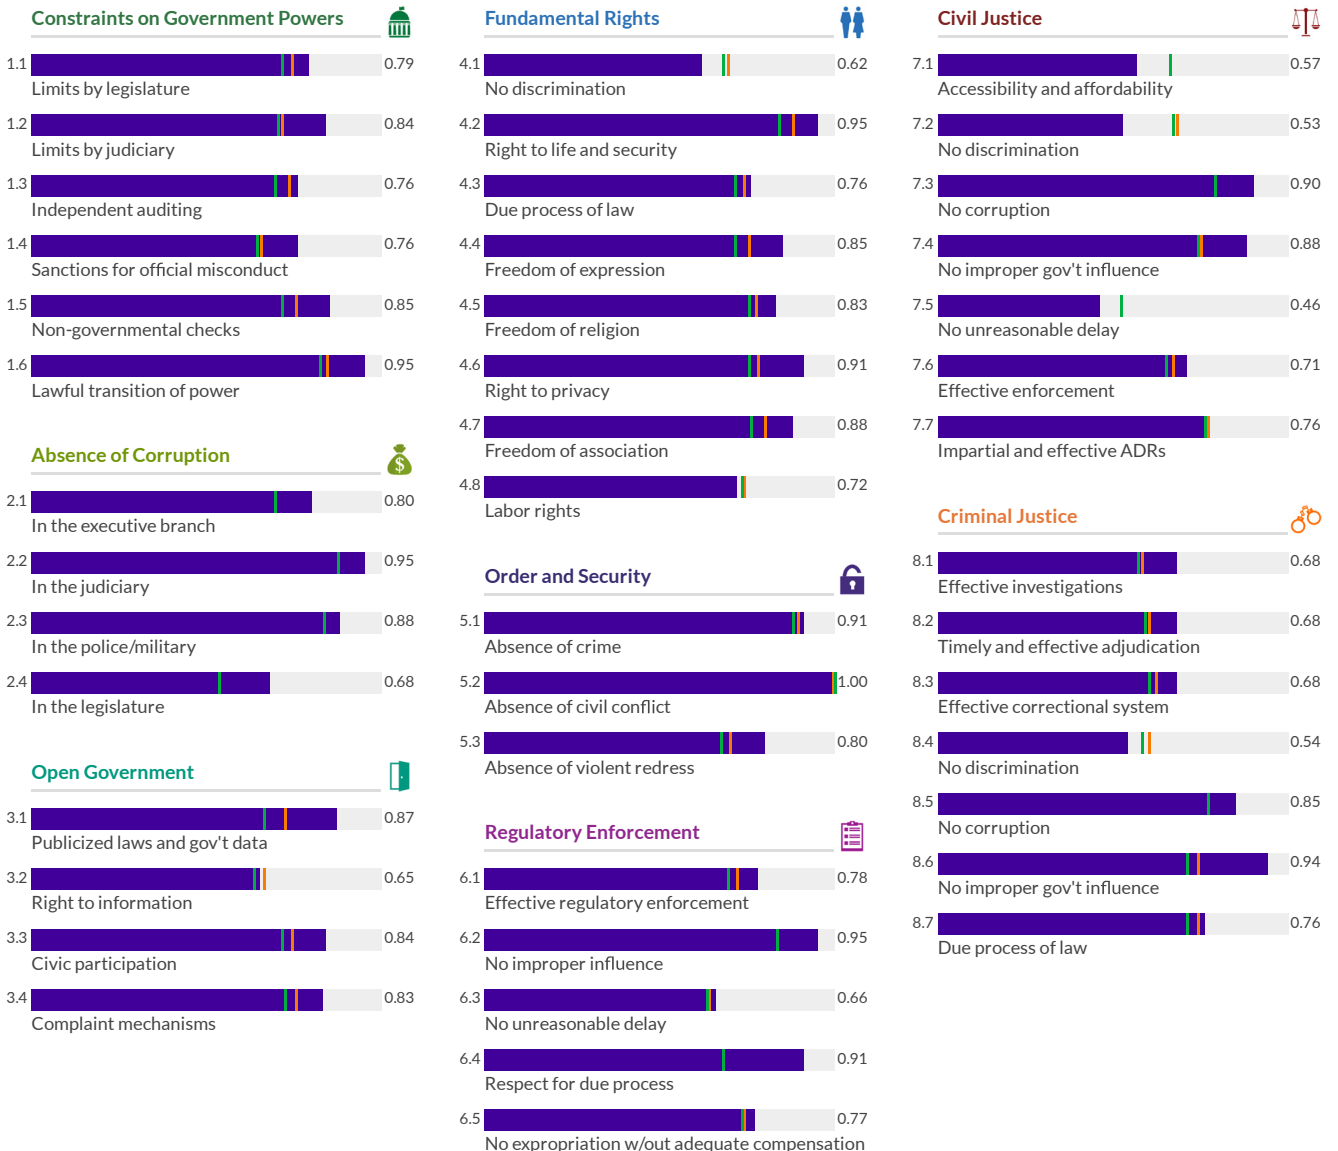 Constraints on Government Powers
1.1 0.79
Limits by legislature
1.2 0.84
Limits by judiciary
1.3 0.76
Independent auditing
1.4 0.76
Sanctions for official misconduct
1.5 0.85
Non-governmental checks
1.6 0.95
Lawful transition of power
Absence of Corruption
$
2.1 0.80
In the executive branch
2.2 0.95
In the judiciary
2.3 0.88
In the police/military
2.4 0.68
In the legislature
Open Government
3.1 0.87
Publicized laws and gov't data
3.2 0.65
Right to information
3.3 0.84
Civic participation
3.4 0.83
Complaint mechanisms
Fundamental Rights
4.1 0.62
No discrimination
4.2 0.95
Right to life and security
4.3 0.76
Due process of law
4.4 0.85
Freedom of expression
4.5 0.83
Freedom of religion
4.6 0.91
Right to privacy
4.7 0.88
Freedom of association
4.8 0.72
Labor rights
Order and Security
5.1 0.91
Absence of crime
5.2 1.00
Absence of civil conflict
5.3 0.80
Absence of violent redress
Regulatory Enforcement
6.1 0.78
Effective regulatory enforcement
6.2 0.95
No improper influence
6.3 0.66
No unreasonable delay
6.4 0.91
Respect for due process
6.5 0.77
No expropriation w/out adequate compensation
Civil Justice
7.1 0.57
Accessibility and affordability
7.2 0.53
No discrimination
7.3 0.90
No corruption
7.4 0.88
No improper gov't influence
7.5 0.46
No unreasonable delay
7.6 0.71
Effective enforcement
7.7 0.76
Impartial and effective ADRs
Criminal Justice
8.1 0.68
Effective investigations
8.2 0.68
Timely and effective adjudication
8.3 0.68
Effective correctional system
8.4 0.54
No discrimination
8.5 0.85
No corruption
8.6 0.94
No improper gov't influence
8.7 0.76
Due process of law